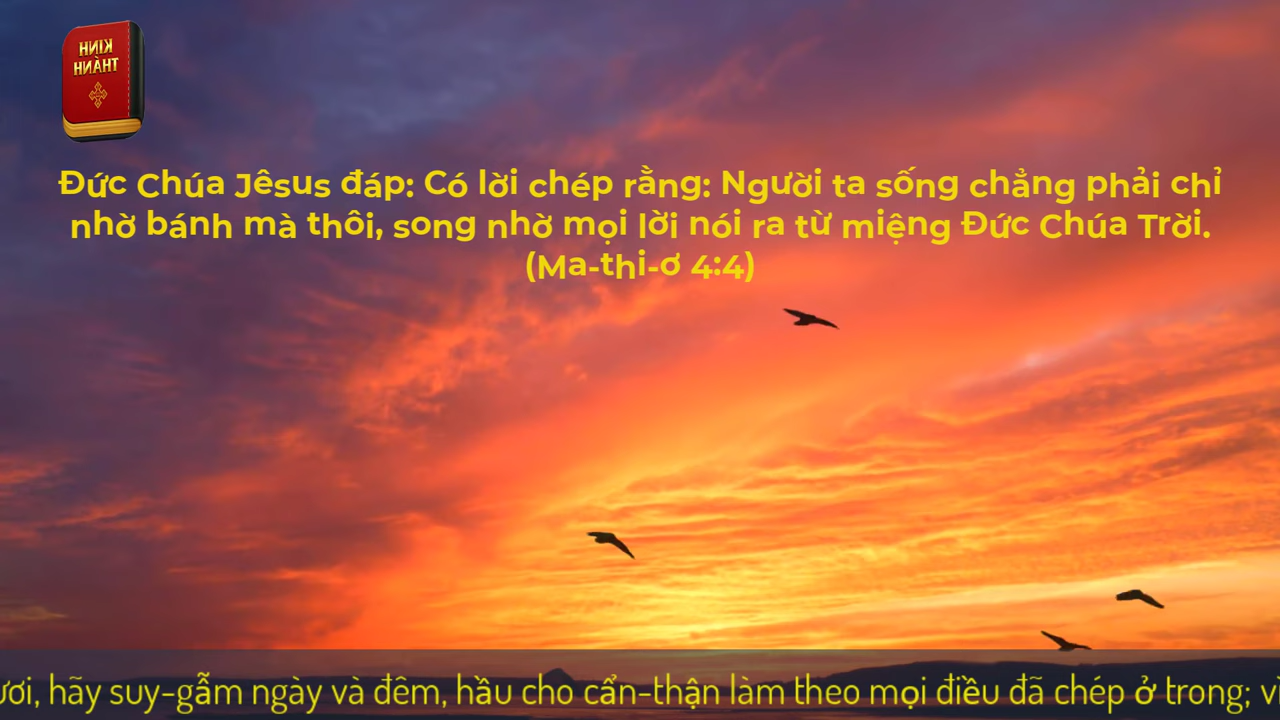 KINH
THÁNH
Đức Chúa Jêsus đáp: Có lời chép rằng: Người ta sống chẳng phải chỉ
nhờ bánh mà thôi, song nhờ mọi lời nói ra từ miệng Đức Chúa Trời.
(Ma-thi-ơ 4:4)
hãy suy-gẫm ngày và đêm, hầu cho cẩn-thận làm theo mọi điều đã chép ở trong;